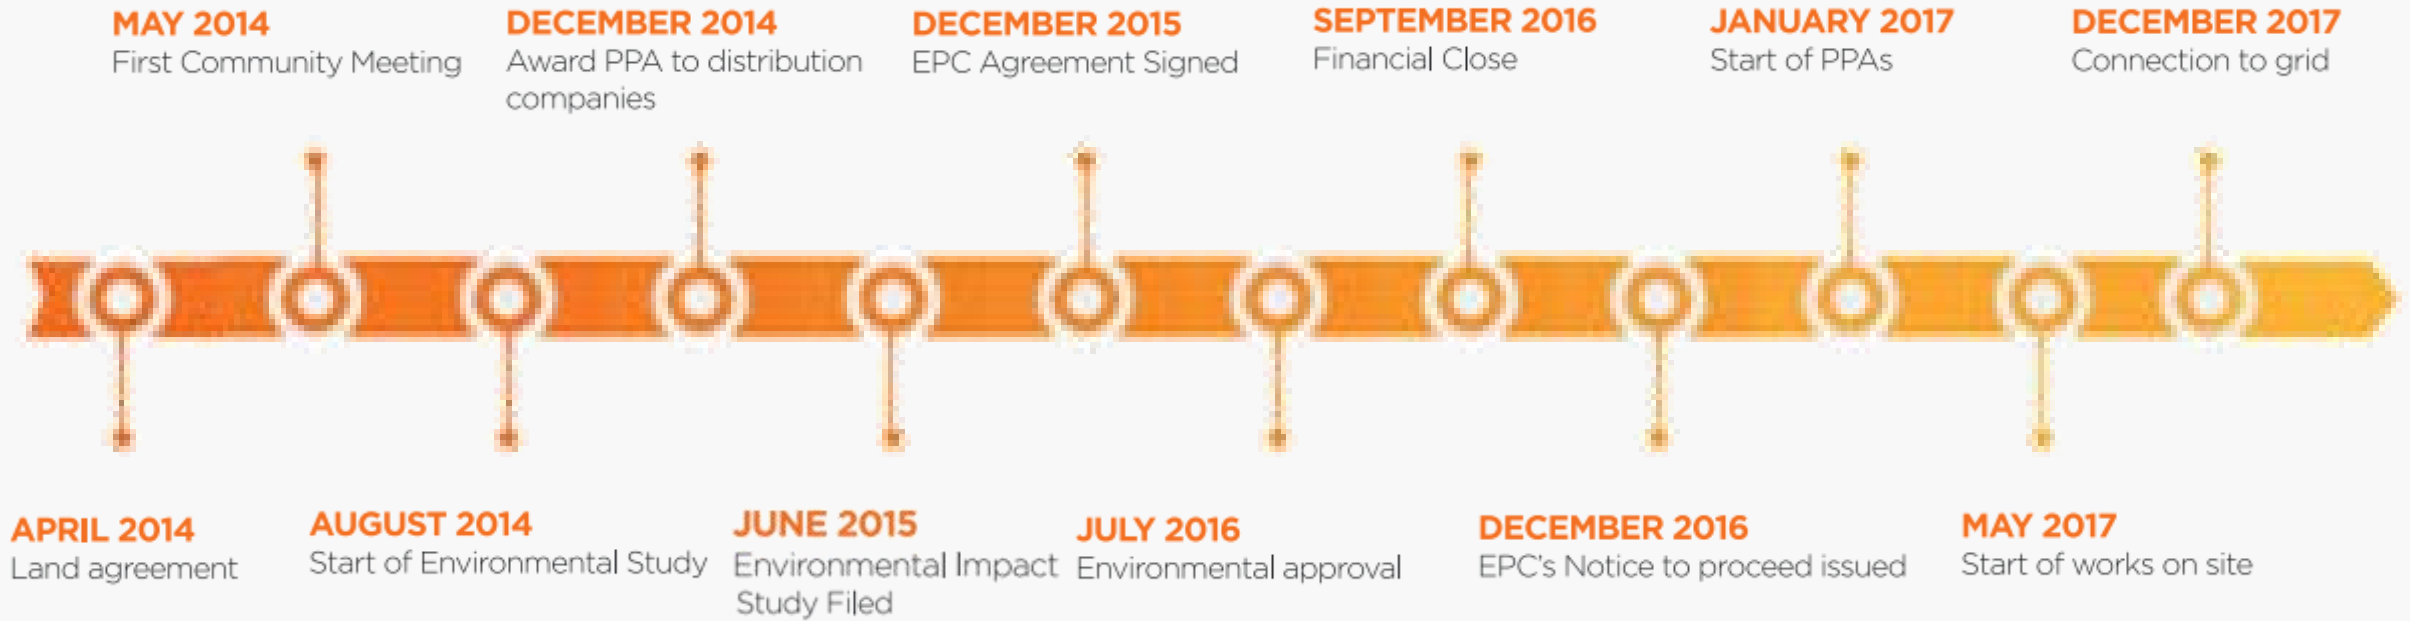 MAY 2014
First Community Meeting
DECEMBER 2014
Award PPA to distribution
companies
DECEMBER 2015
EPC Agreement Signed
SEPTEMBER 2016
Financial Close
JANUARY 2017
Start of PPAs
DECEMBER 2017
Connection to grid
APRIL 2014
Land agreement
AUGUST 2014
Start of Environmental Study
JUNE 2015
Environmental Impact
Study Filed
JULY 2016
Environmental approval
DECEMBER 2016
EPC's Notice to proceed issued
MAY 2017
Start of works on site